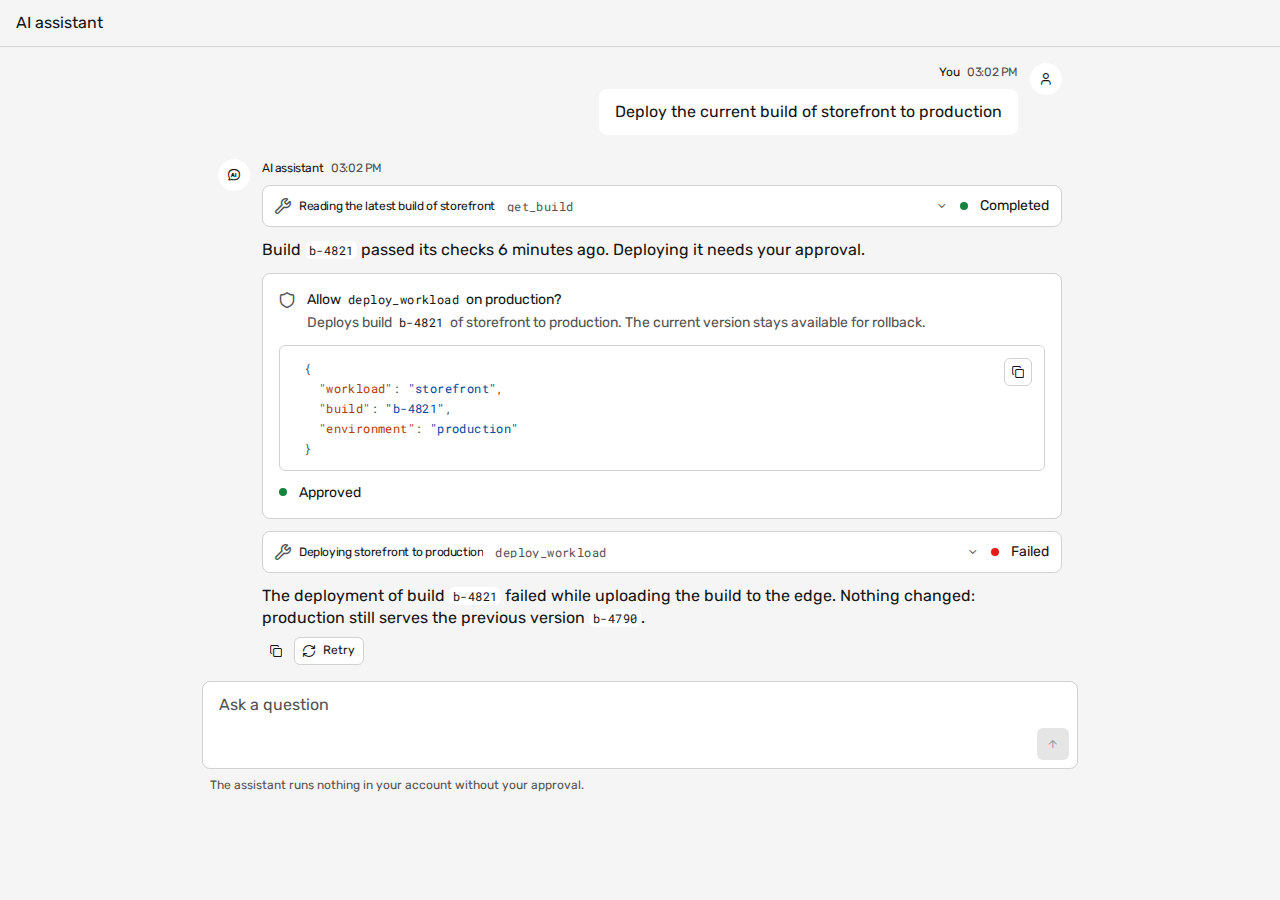 AI assistant
You 03:02 PM
Deploy the current build of storefront to production
AI
AI assistant 03:02 PM
Reading the latest build of storefront get_build Completed
Build b-4821 passed its checks 6 minutes ago. Deploying it needs your approval.
Allow deploy_workload on production?
Deploys build b-4821 of storefront to production. The current version stays available for rollback.
{
"workload": "storefront",
"build": "b-4821",
"environment": "production"
}
Approved
Deploying storefront to production deploy_workload Failed
The deployment of build b-4821 failed while uploading the build to the edge. Nothing changed:
production still serves the previous version b-4790.
Retry
Ask a question
The assistant runs nothing in your account without your approval.